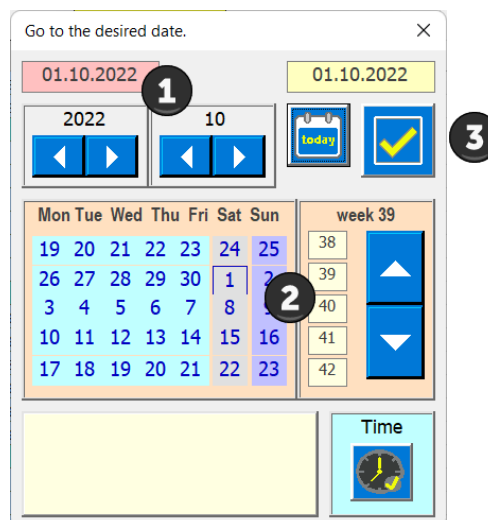 Go to the desired date.
01.10.2022
01.10.2022
1
2022
10
today
3
Mon Tue Wed Thu Fri Sat Sun
week 39
19 20 21 22 23 24 25
38
26 27 28 29 30 1 2
39
2
3 4 5 6 7 8
40
10 11 12 13 14 15 16
41
17 18 19 20 21 22 23
42
Time